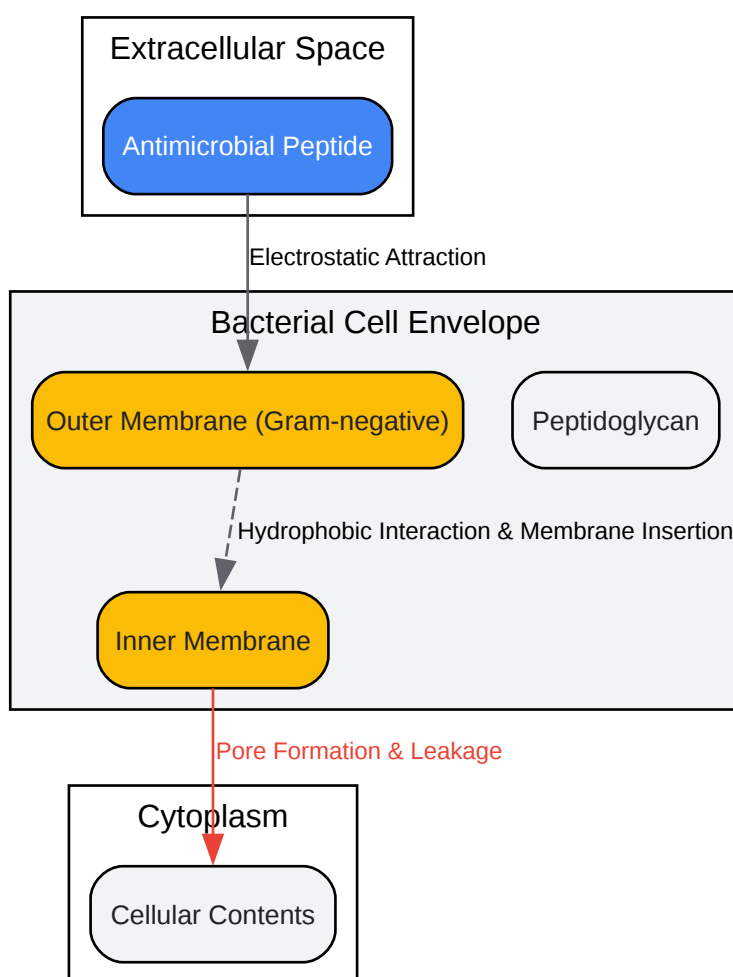 Extracellular Space
Antimicrobial Peptide
Electrostatic Attraction
Bacterial Cell Envelope
Outer Membrane (Gram-negative)
Peptidoglycan
Hydrophobic Interaction & Membrane Insertion
Inner Membrane
Pore Formation & Leakage
Cytoplasm
Cellular Contents